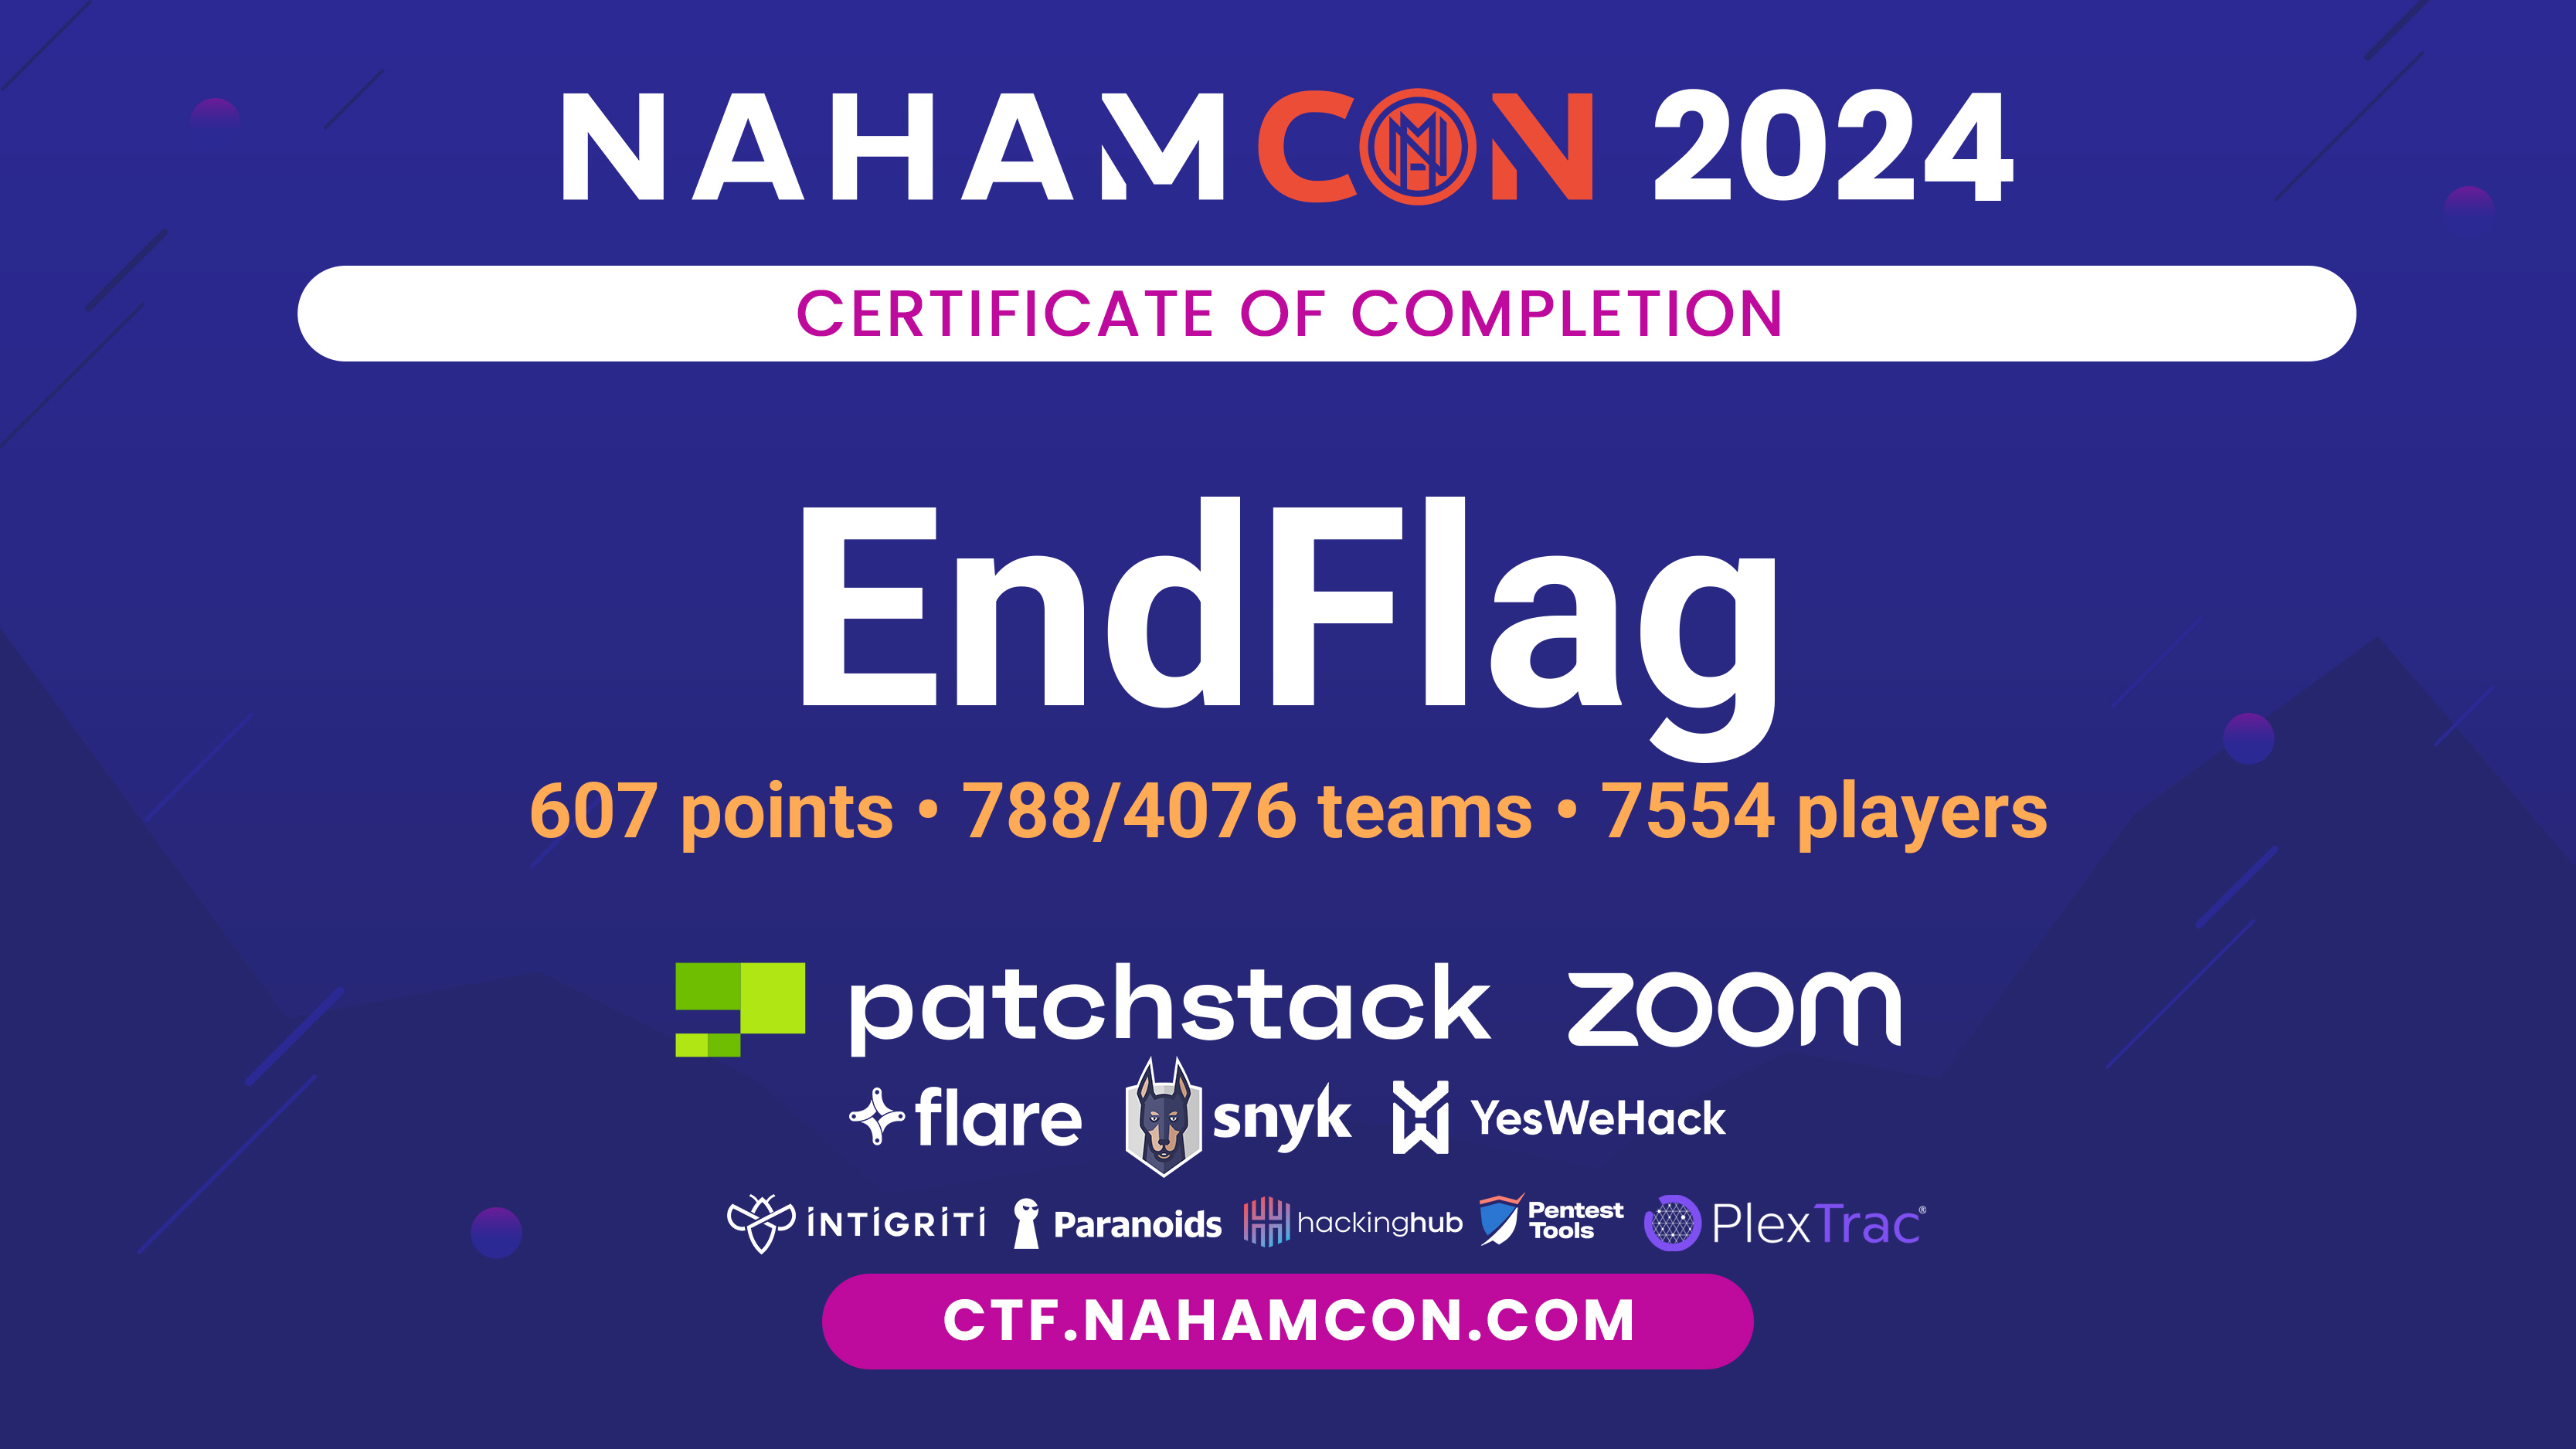 NAHAMCON 2024
CERTIFICATE OF COMPLETION
EndFlag
607 points • 788/4076 teams • 7554 players
patchstack zoom
flare snyk YesWeHack
INTIGRITI Paranoids hackinghub Pentest Tools PlexTrac®
CTF.NAHAMCON.COM